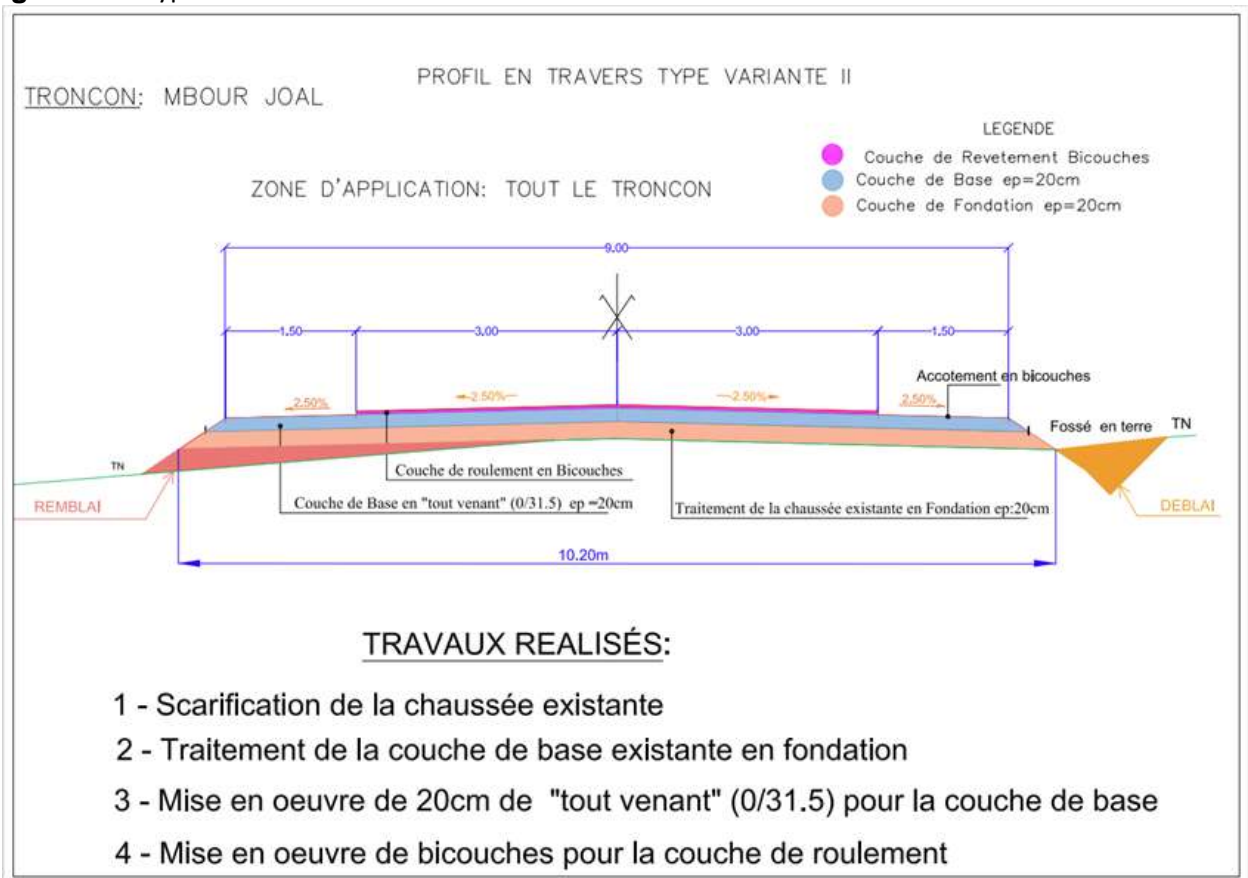 PROFIL EN TRAVERS TYPE VARIANTE II
TRONCON: MBOUR JOAL
LEGENDE
Couche de Revetement Bicouches
Couche de Base ep=20cm
Couche de Fondation ep=20cm
ZONE D'APPLICATION: TOUT LE TRONCON
9.00
1.50
3.00
3.00
1.50
Accotement en bicouches
2.50%
2.50%
2.50%
2.50%
Fossé en terre
TN
TN
Couche de roulement en Bicouches
REMBLAI
Couche de Base en "tout venant" (0/31.5) ep =20cm
Traitement de la chaussée existante en Fondation ep:20cm
DEBLAI
10.20m
TRAVAUX REALISÉS:
1 - Scarification de la chaussée existante
2 - Traitement de la couche de base existante en fondation
3 - Mise en oeuvre de 20cm de "tout venant" (0/31.5) pour la couche de base
4 - Mise en oeuvre de bicouches pour la couche de roulement